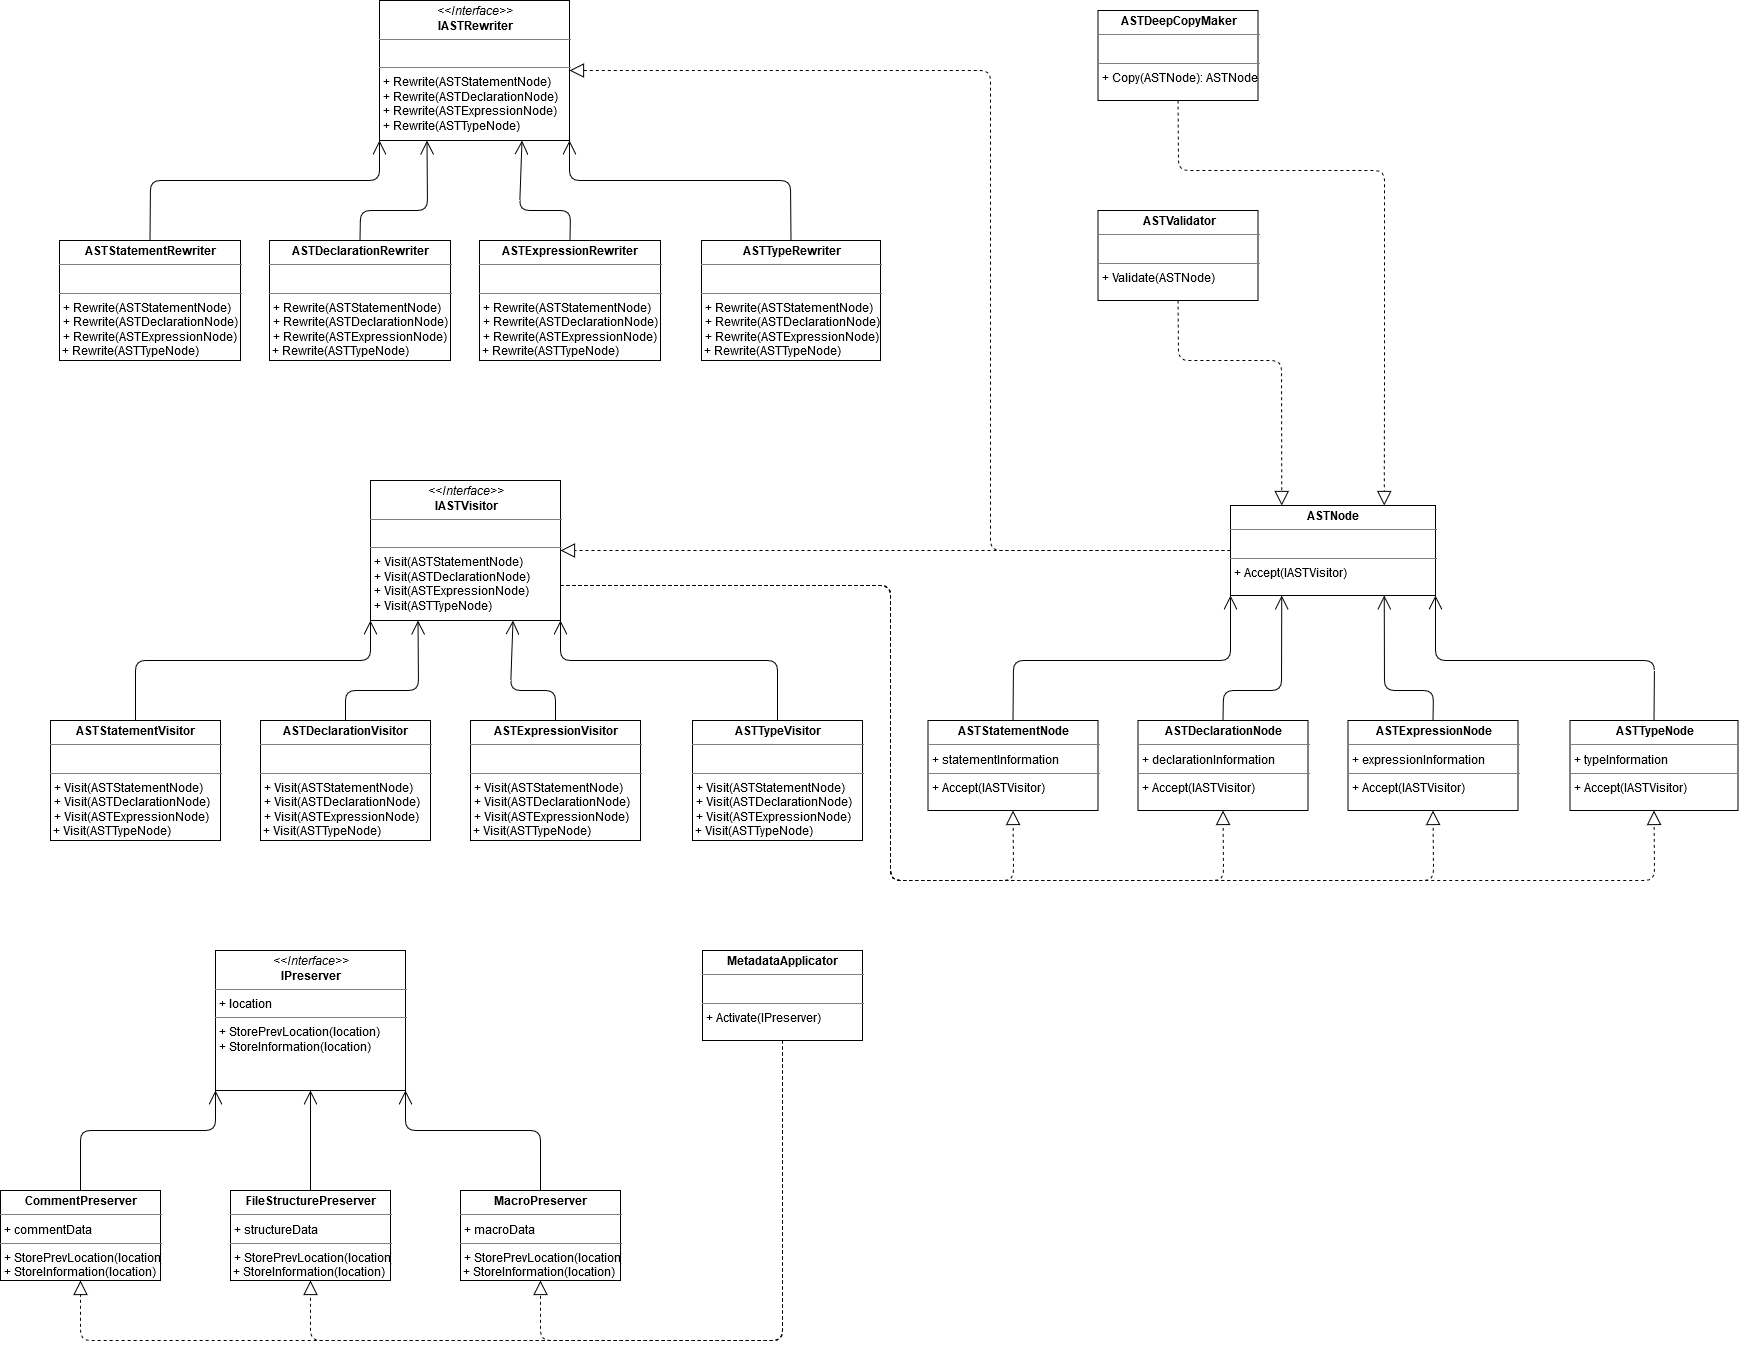 <<Interface>>
IASTRewriter
+ Rewrite(ASTStatementNode)
+ Rewrite(ASTDeclarationNode)
+ Rewrite(ASTExpressionNode)
+ Rewrite(ASTTypeNode)
ASTDeepCopyMaker
+ Copy(ASTNode): ASTNode
ASTValidator
+ Validate(ASTNode)
ASTStatementRewriter
+ Rewrite(ASTStatementNode)
+ Rewrite(ASTDeclarationNode)
+ Rewrite(ASTExpressionNode)
+ Rewrite(ASTTypeNode)
ASTDeclarationRewriter
+ Rewrite(ASTStatementNode)
+ Rewrite(ASTDeclarationNode)
+ Rewrite(ASTExpressionNode)
+ Rewrite(ASTTypeNode)
ASTExpressionRewriter
+ Rewrite(ASTStatementNode)
+ Rewrite(ASTDeclarationNode)
+ Rewrite(ASTExpressionNode)
+ Rewrite(ASTTypeNode)
ASTTypeRewriter
+ Rewrite(ASTStatementNode)
+ Rewrite(ASTDeclarationNode)
+ Rewrite(ASTExpressionNode)
+ Rewrite(ASTTypeNode)
<<Interface>>
IASTVisitor
+ Visit(ASTStatementNode)
+ Visit(ASTDeclarationNode)
+ Visit(ASTExpressionNode)
+ Visit(ASTTypeNode)
ASTNode
+ Accept(IASTVisitor)
ASTStatementVisitor
+ Visit(ASTStatementNode)
+ Visit(ASTDeclarationNode)
+ Visit(ASTExpressionNode)
+ Visit(ASTTypeNode)
ASTDeclarationVisitor
+ Visit(ASTStatementNode)
+ Visit(ASTDeclarationNode)
+ Visit(ASTExpressionNode)
+ Visit(ASTTypeNode)
ASTExpressionVisitor
+ Visit(ASTStatementNode)
+ Visit(ASTDeclarationNode)
+ Visit(ASTExpressionNode)
+ Visit(ASTTypeNode)
ASTTypeVisitor
+ Visit(ASTStatementNode)
+ Visit(ASTDeclarationNode)
+ Visit(ASTExpressionNode)
+ Visit(ASTTypeNode)
ASTStatementNode
+ statementInformation
+ Accept(IASTVisitor)
ASTDeclarationNode
+ declarationInformation
+ Accept(IASTVisitor)
ASTExpressionNode
+ expressionInformation
+ Accept(IASTVisitor)
ASTTypeNode
+ typeInformation
+ Accept(IASTVisitor)
<<Interface>>
IPreserver
+ location
+ StorePrevLocation(location)
+ StoreInformation(location)
MetadataApplicator
+ Activate(IPreserver)
CommentPreserver
+ commentData
+ StorePrevLocation(location
+ StoreInformation(location)
FileStructurePreserver
+ structureData
+ StorePrevLocation(location
+ StoreInformation(location)
MacroPreserver
+ macroData
+ StorePrevLocation(location
+ StoreInformation(location)